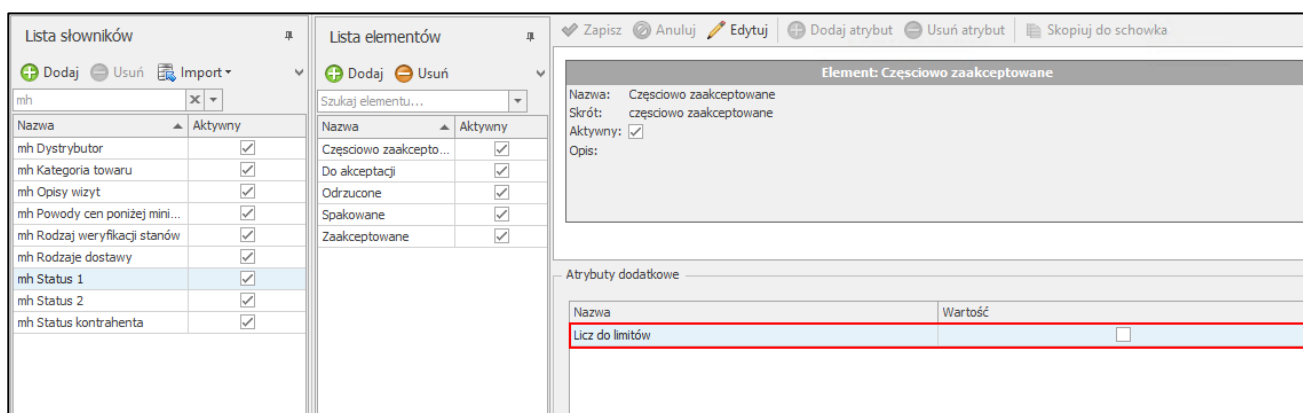 Lista słowników
Dodaj Usuń Import
mh
Nazwa Aktywny
mh Dystrybutor
mh Kategoria towaru
mh Opisy wizyt
mh Powody cen poniżej mini...
mh Rodzaj weryfikacji stanów
mh Rodzaje dostawy
mh Status 1
mh Status 2
mh Status kontrahenta
Lista elementów
Dodaj Usuń
Szukaj elementu...
Nazwa Aktywny
Częsciowo zaakcepto...
Do akceptacji
Odrzucone
Spakowane
Zaakceptowane
Zapisz Anuluj Edytuj Dodaj atrybut Usuń atrybut Skopiuj do schowka
Element: Częsciowo zaakceptowane
Nazwa: Częsciowo zaakceptowane
Skrót: częsciowo zaakceptowane
Aktywny:
Opis:
Atrybuty dodatkowe
Nazwa Wartość
Licz do limitów